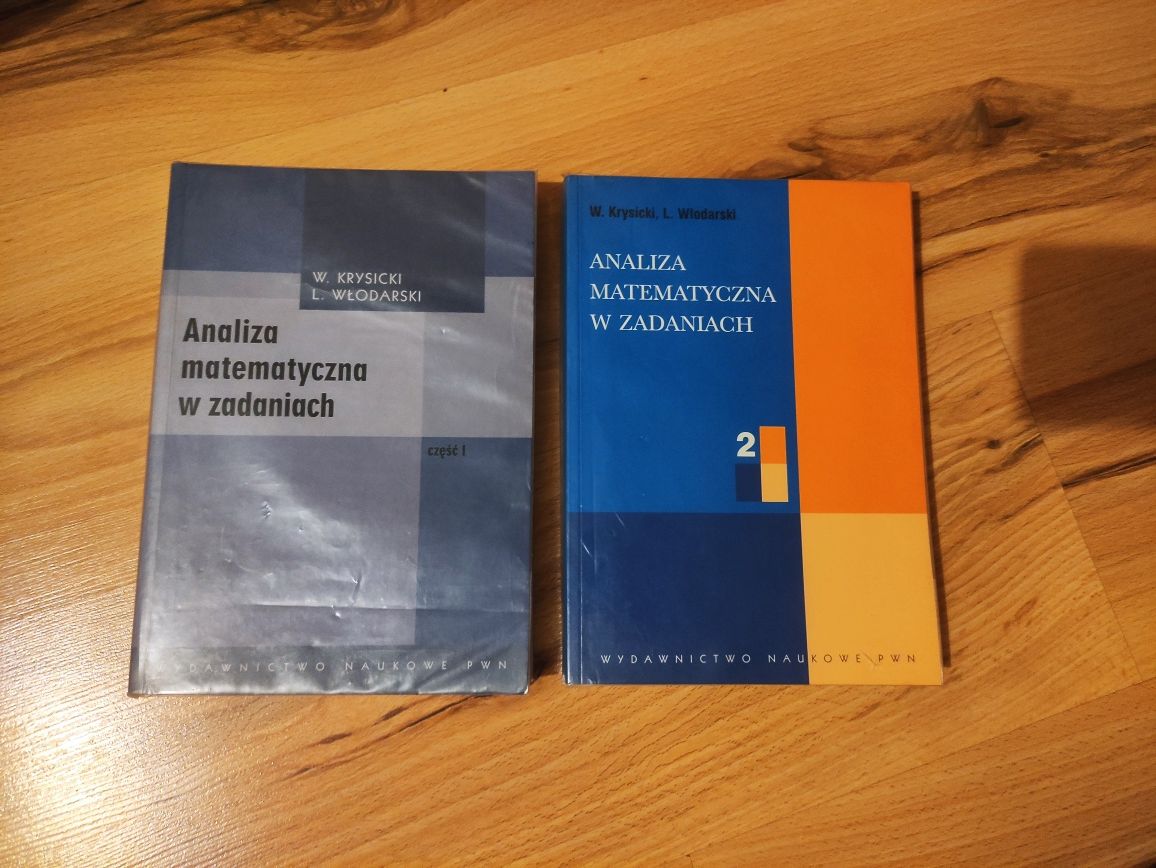 W. KRYSICKI
L. WŁODARSKI
Analiza
matematyczna
w zadaniach
część I
WYDAWNICTWO NAUKOWE PWN
W. Krysicki, L. Włodarski
ANALIZA
MATEMATYCZNA
W ZADANIACH
2
WYDAWNICTWO NAUKOWE PWN